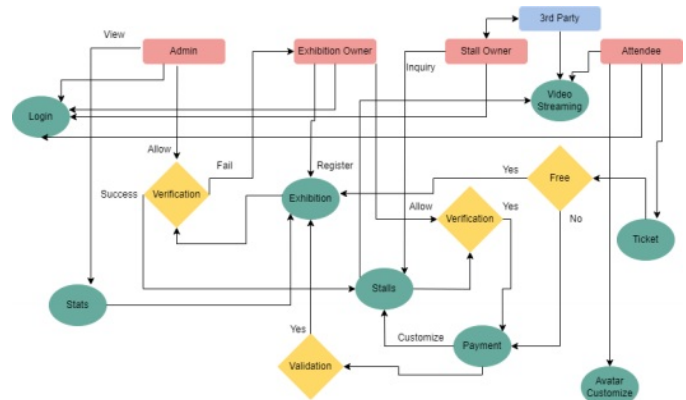 3rd Party
View
Admin
Exhibition Owner
Stall Owner
Attendee
Inquiry
Video
Streaming
Login
Allow
Fail
Register
Yes
Free
Success
Verification
Exhibition
Allow
Verification
Yes
No
Ticket
Stats
Stalls
Yes
Customize
Payment
Validation
Avatar
Customize